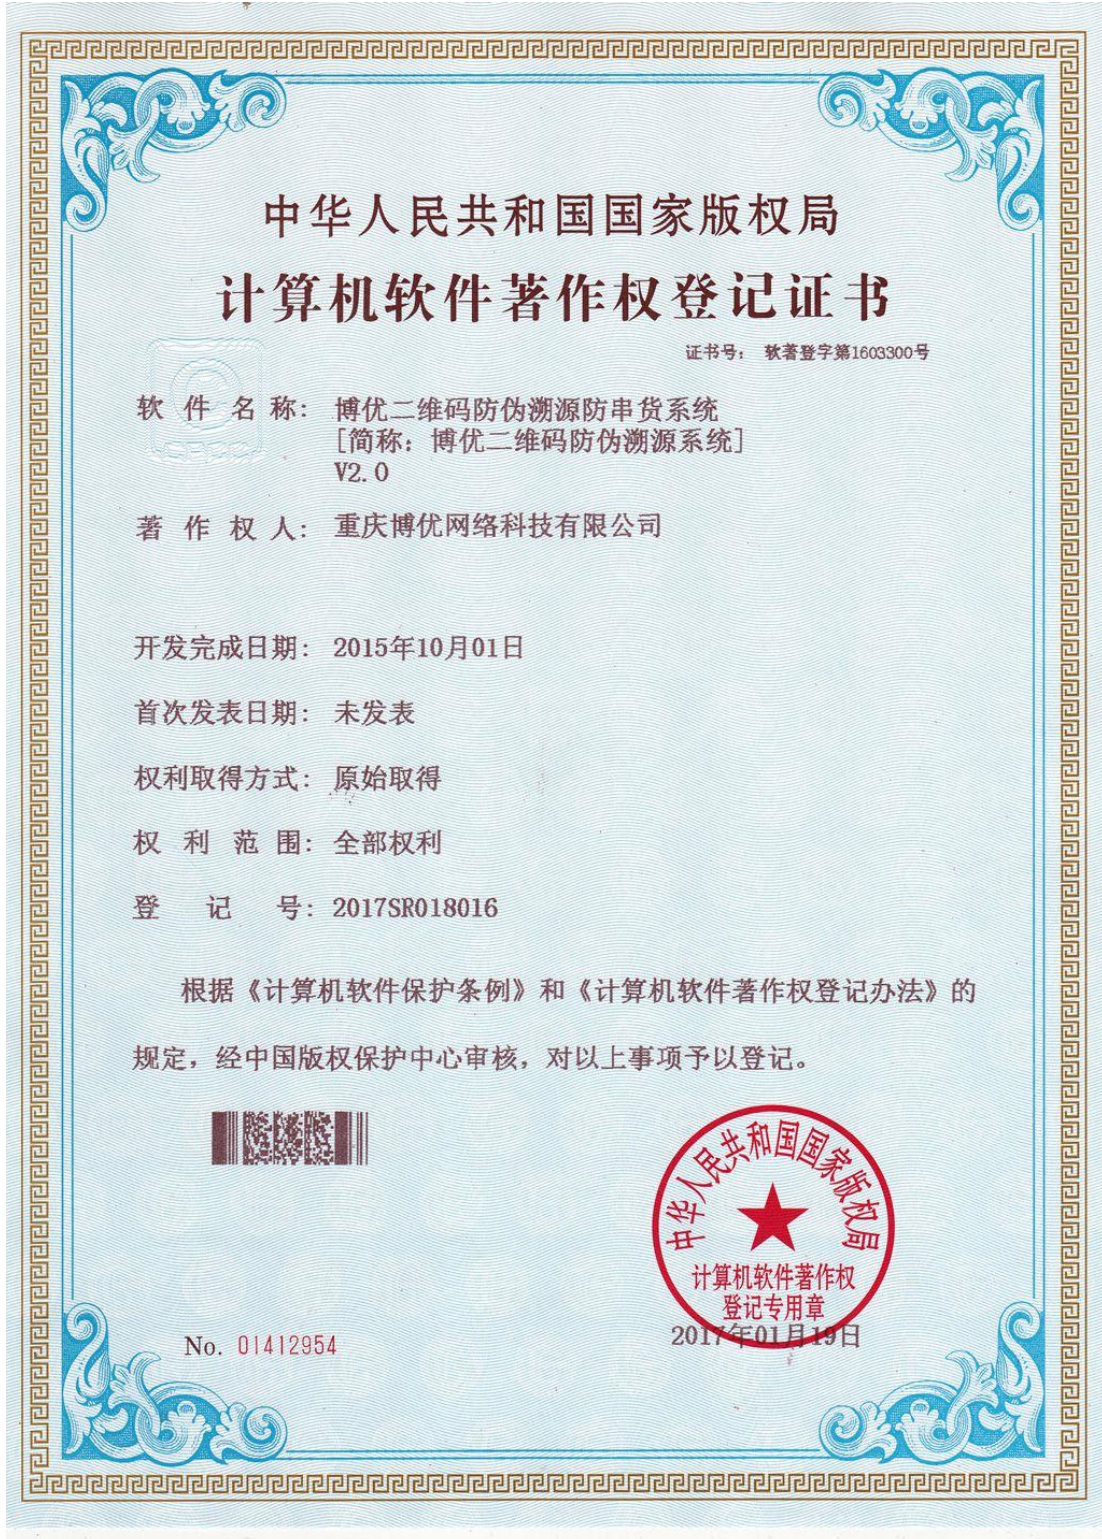 中华人民共和国国家版权局
计算机软件著作权登记证书
证书号： 软著登字第1603300号
软件名称： 博优二维码防伪溯源防串货系统
[简称：博优二维码防伪溯源系统]
V2.0
著作权人： 重庆博优网络科技有限公司
开发完成日期： 2015年10月01日
首次发表日期： 未发表
权利取得方式： 原始取得
权利范围： 全部权利
登记号： 2017SR018016
根据《计算机软件保护条例》和《计算机软件著作权登记办法》的
规定，经中国版权保护中心审核，对以上事项予以登记。
中华人民共和国国家版权局
计算机软件著作权
登记专用章
2017年01月19日
No. 01412954